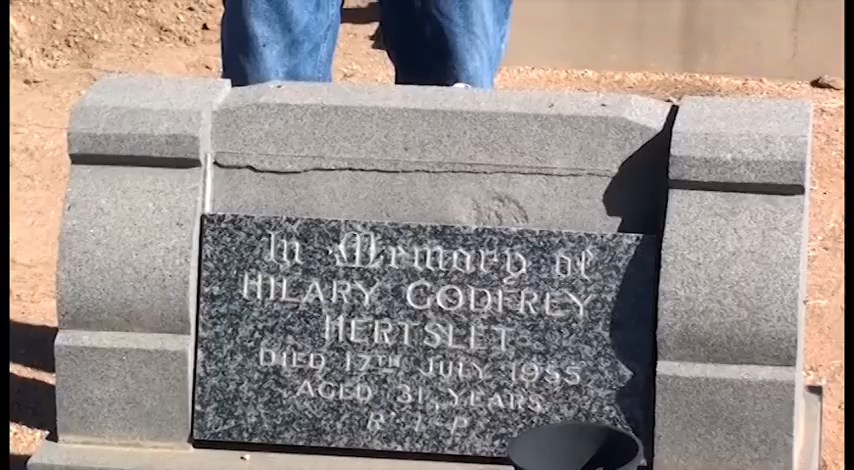 In Memory of
HILARY GODFREY
HERTSLET
DIED 17TH JULY 1955
AGED 31 YEARS
R.I.P